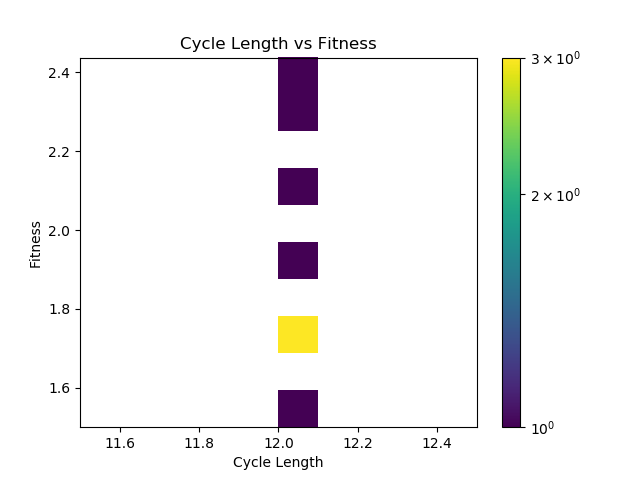 Cycle Length vs Fitness
Fitness
2.4
2.2
2.0
1.8
1.6
11.6 11.8 12.0 12.2 12.4
Cycle Length
3 × 10⁰
2 × 10⁰
10⁰